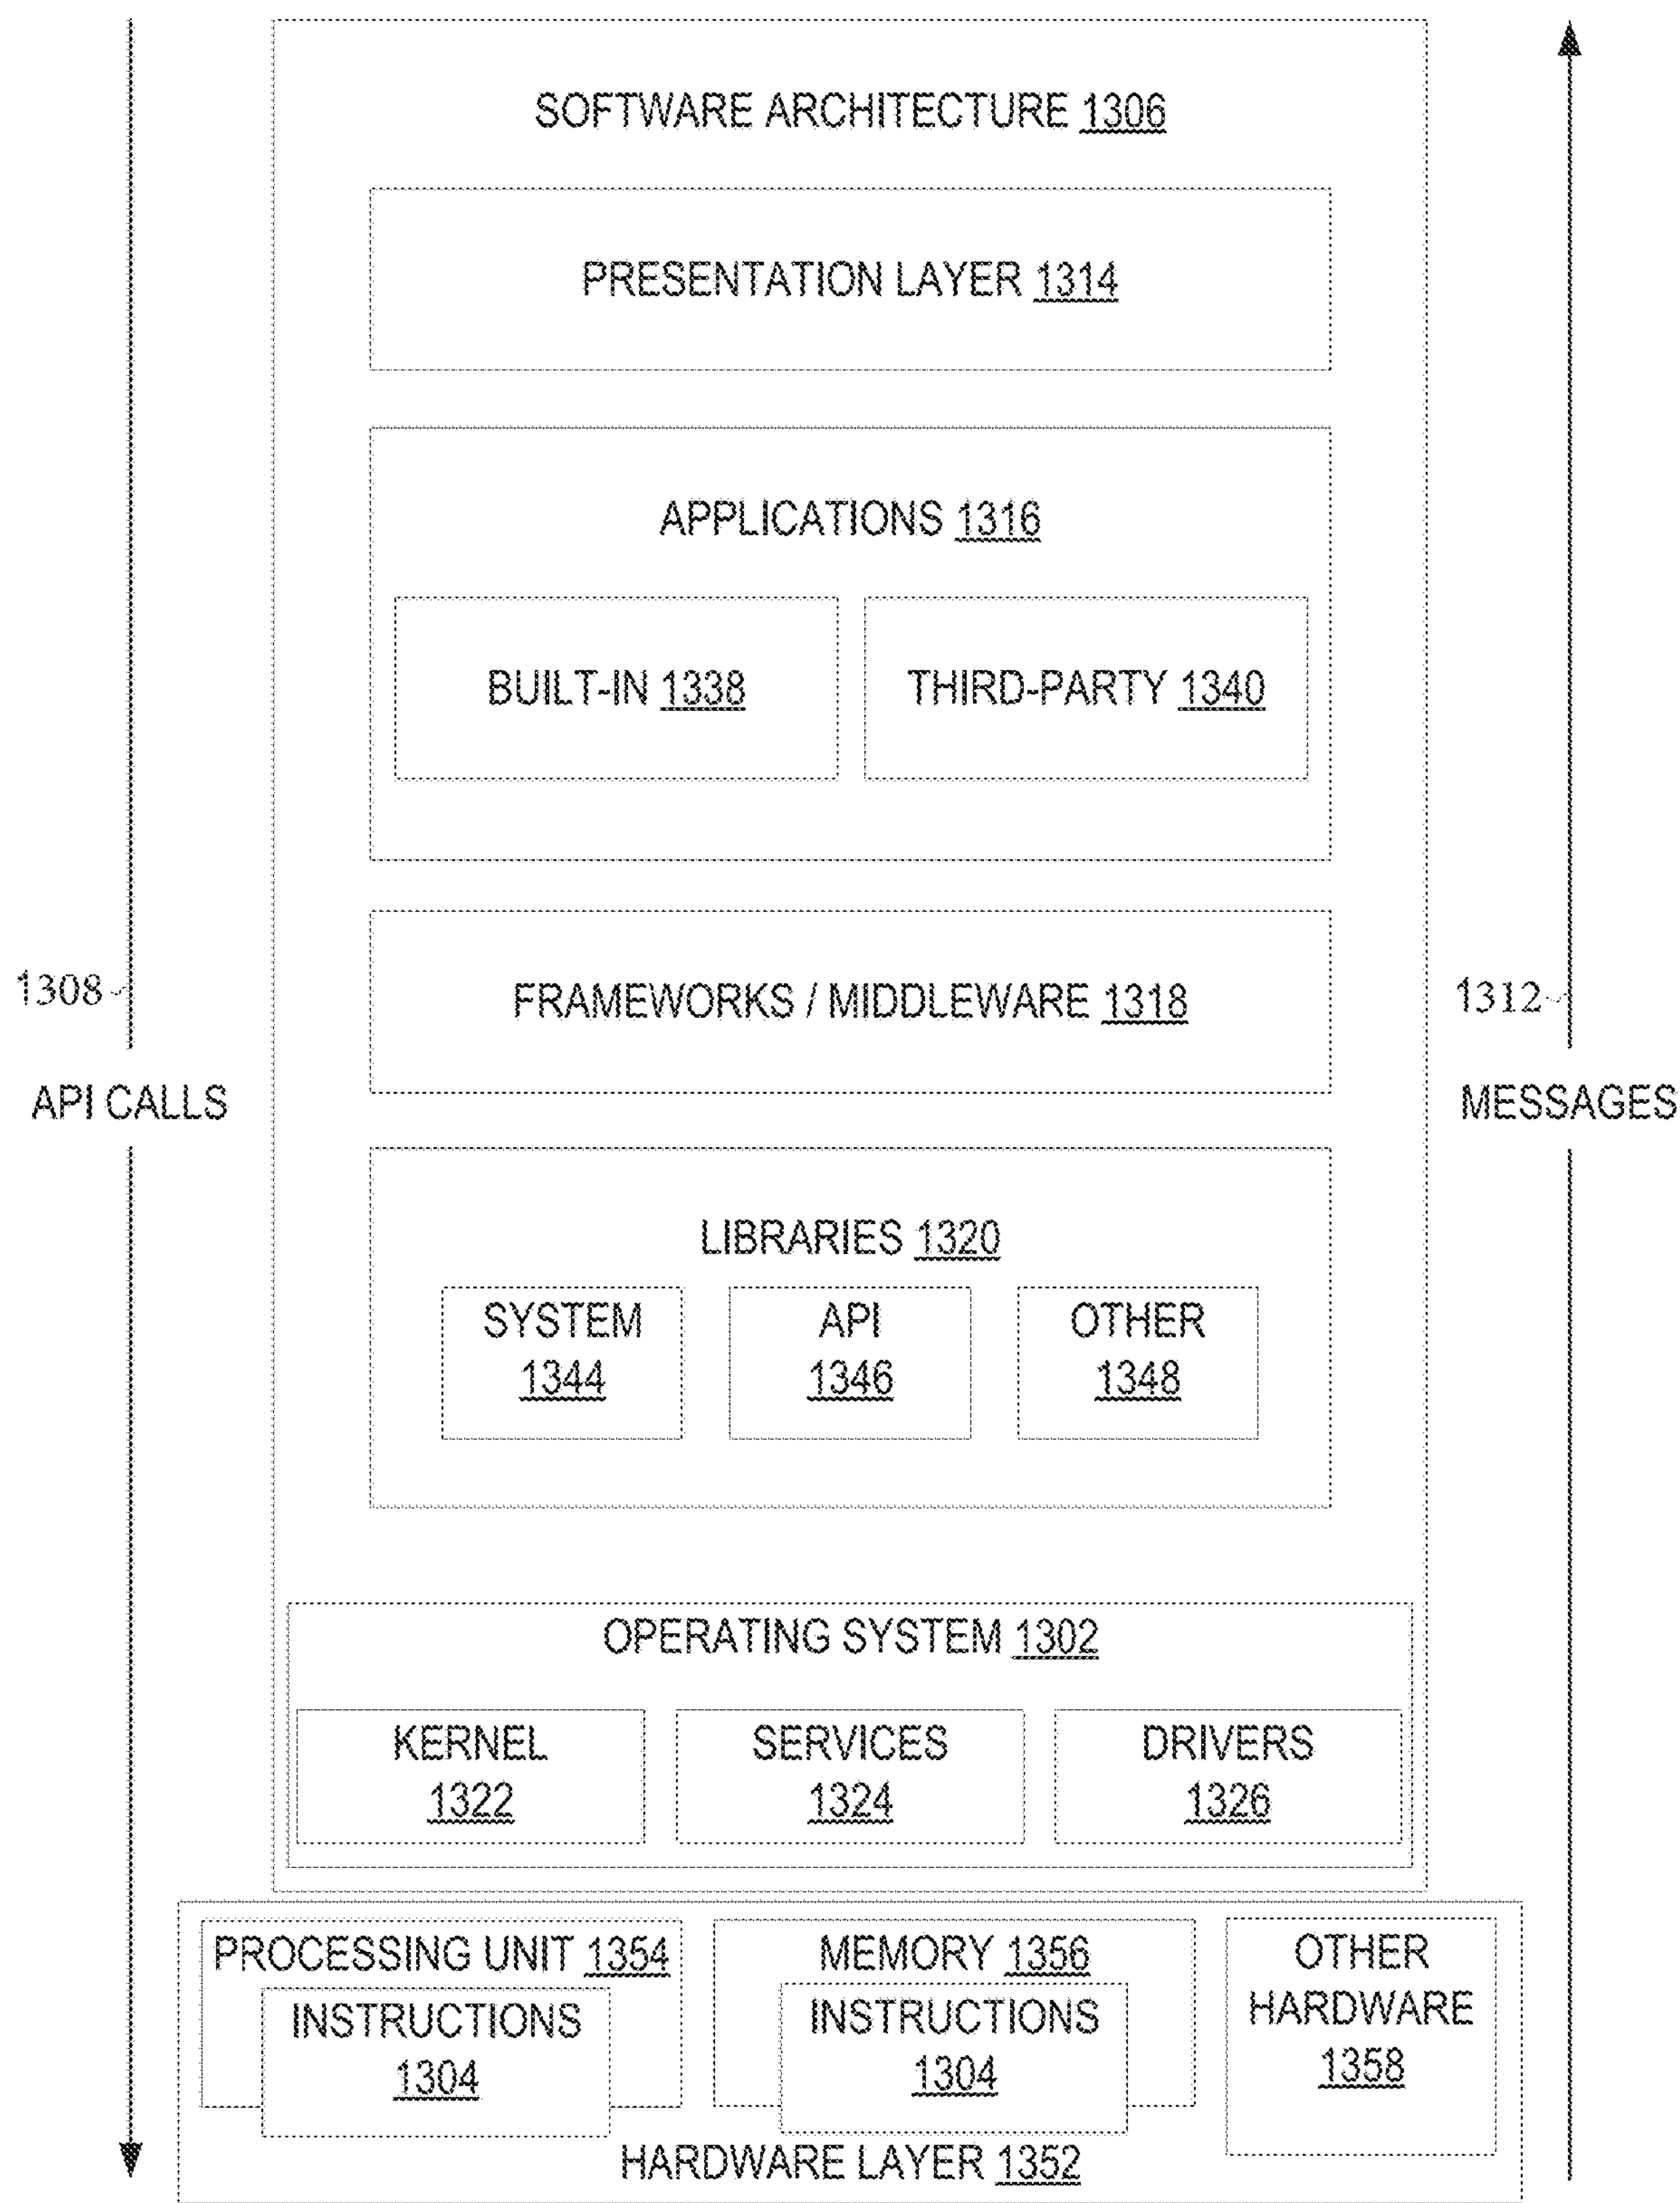 SOFTWARE ARCHITECTURE 1306
PRESENTATION LAYER 1314
APPLICATIONS 1316
BUILT-IN 1338
THIRD-PARTY 1340
FRAMEWORKS / MIDDLEWARE 1318
1308
API CALLS
1312
MESSAGES
LIBRARIES 1320
SYSTEM
1344
API
1346
OTHER
1348
OPERATING SYSTEM 1302
KERNEL
1322
SERVICES
1324
DRIVERS
1326
PROCESSING UNIT 1354
INSTRUCTIONS
1304
MEMORY 1356
INSTRUCTIONS
1304
OTHER
HARDWARE
1358
HARDWARE LAYER 1352